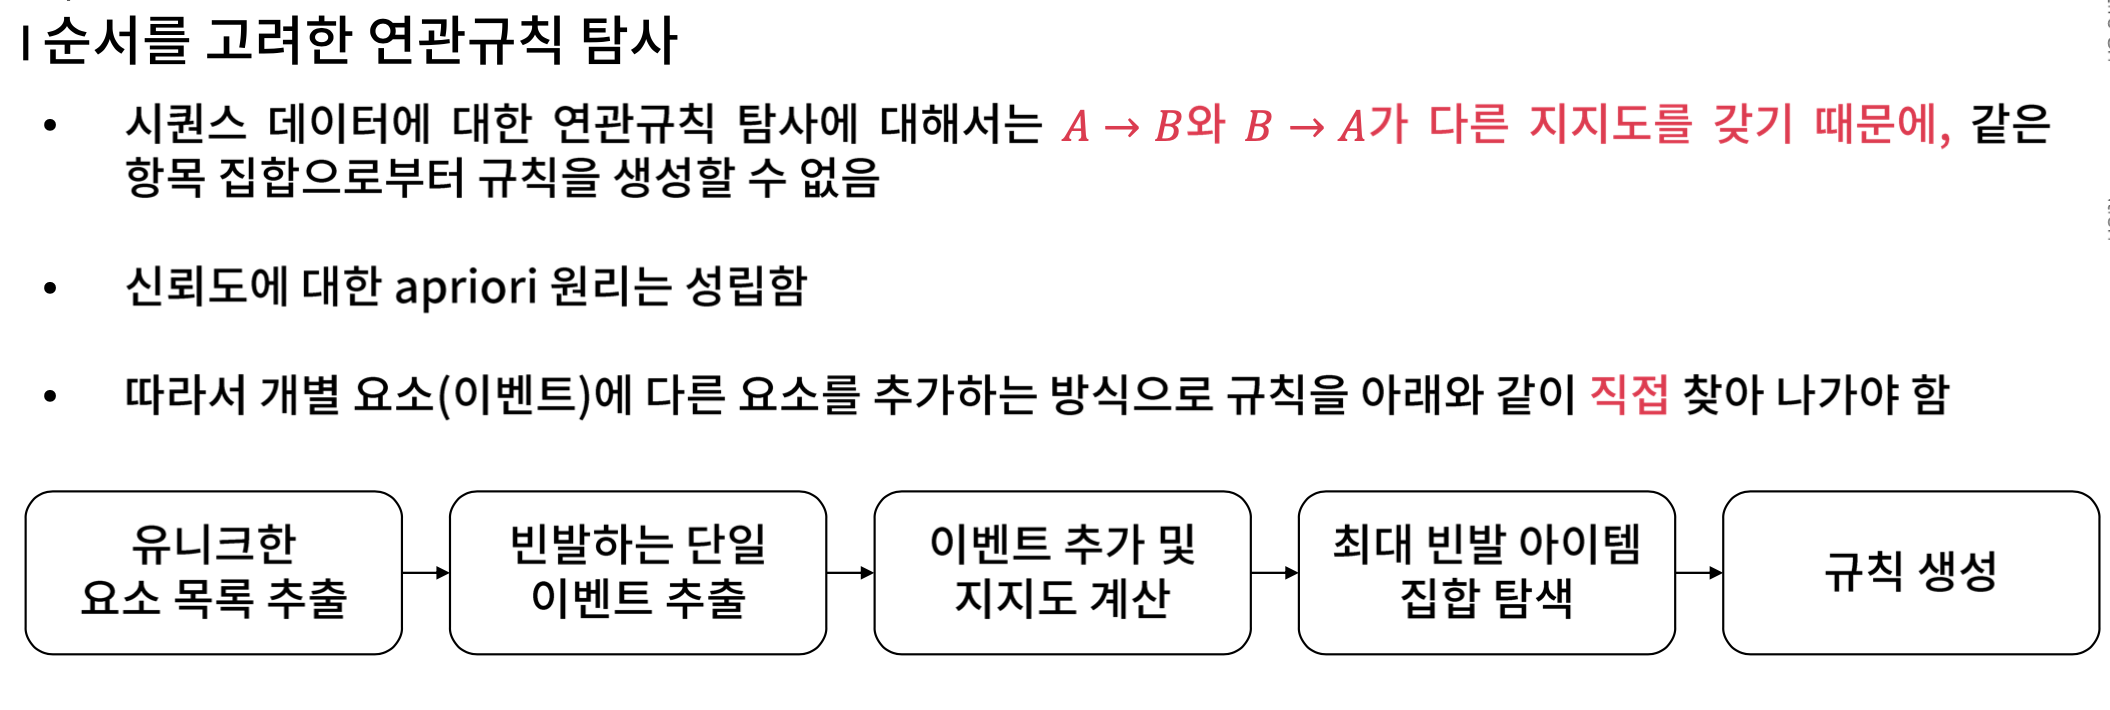 순서를 고려한 연관규칙 탐사
• 시퀀스 데이터에 대한 연관규칙 탐사에 대해서는 A → B와 B → A가 다른 지지도를 갖기 때문에, 같은
항목 집합으로부터 규칙을 생성할 수 없음
• 신뢰도에 대한 apriori 원리는 성립함
• 따라서 개별 요소(이벤트)에 다른 요소를 추가하는 방식으로 규칙을 아래와 같이 직접 찾아 나가야 함
유니크한
요소 목록 추출
빈발하는 단일
이벤트 추출
이벤트 추가 및
지지도 계산
최대 빈발 아이템
집합 탐색
규칙 생성